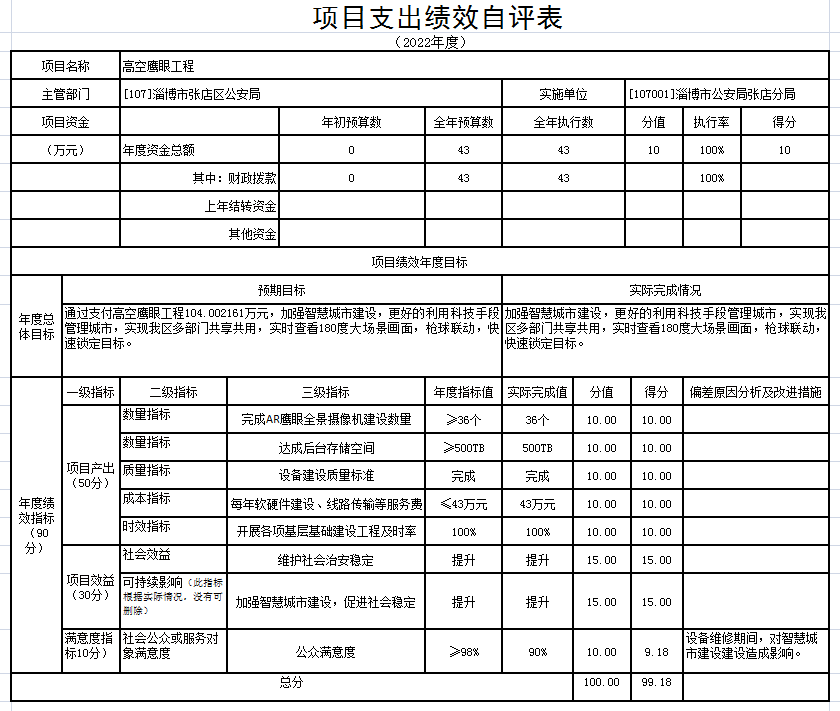 项目支出绩效自评表
（2022年度）
项目名称 高空鹰眼工程
主管部门 [107]淄博市张店区公安局 实施单位 [107001]淄博市公安局张店分局
项目资金 年初预算数 全年预算数 全年执行数 分值 执行率 得分
（万元） 年度资金总额 0 43 43 10 100% 10
其中：财政拨款 0 43 43 100%
上年结转资金
其他资金
项目绩效年度目标
年度总体目标 预期目标 实际完成情况
通过支付高空鹰眼工程104.002161万元，加强智慧城市建设，更好的利用科技手段
管理城市，实现我区多部门共享共用，实时查看180度大场景画面，枪球联动，快
速锁定目标。
加强智慧城市建设，更好的利用科技手段管理城市，实现我
区多部门共享共用，实时查看180度大场景画面，枪球联动，
快速锁定目标。
年度绩效指标（90分） 一级指标 二级指标 三级指标 年度指标值 实际完成值 分值 得分 偏差原因分析及改进措施
项目产出（50分） 数量指标 完成AR鹰眼全景摄像机建设数量 ≥36个 36个 10.00 10.00
数量指标 达成后台存储空间 ≥500TB 500TB 10.00 10.00
质量指标 设备建设质量标准 完成 完成 10.00 10.00
成本指标 每年软硬件建设、线路传输等服务费 ≤43万元 43万元 10.00 10.00
时效指标 开展各项基层基础建设工程及时率 100% 100% 10.00 10.00
项目效益（30分） 社会效益 维护社会治安稳定 提升 提升 15.00 15.00
可持续影响（此指标根据实际情况，没有可删除） 加强智慧城市建设，促进社会稳定 提升 提升 15.00 15.00
满意度指标10分） 社会公众或服务对象满意度 公众满意度 ≥98% 90% 10.00 9.18 设备维修期间，对智慧城市建设建设造成影响。
总分 100.00 99.18